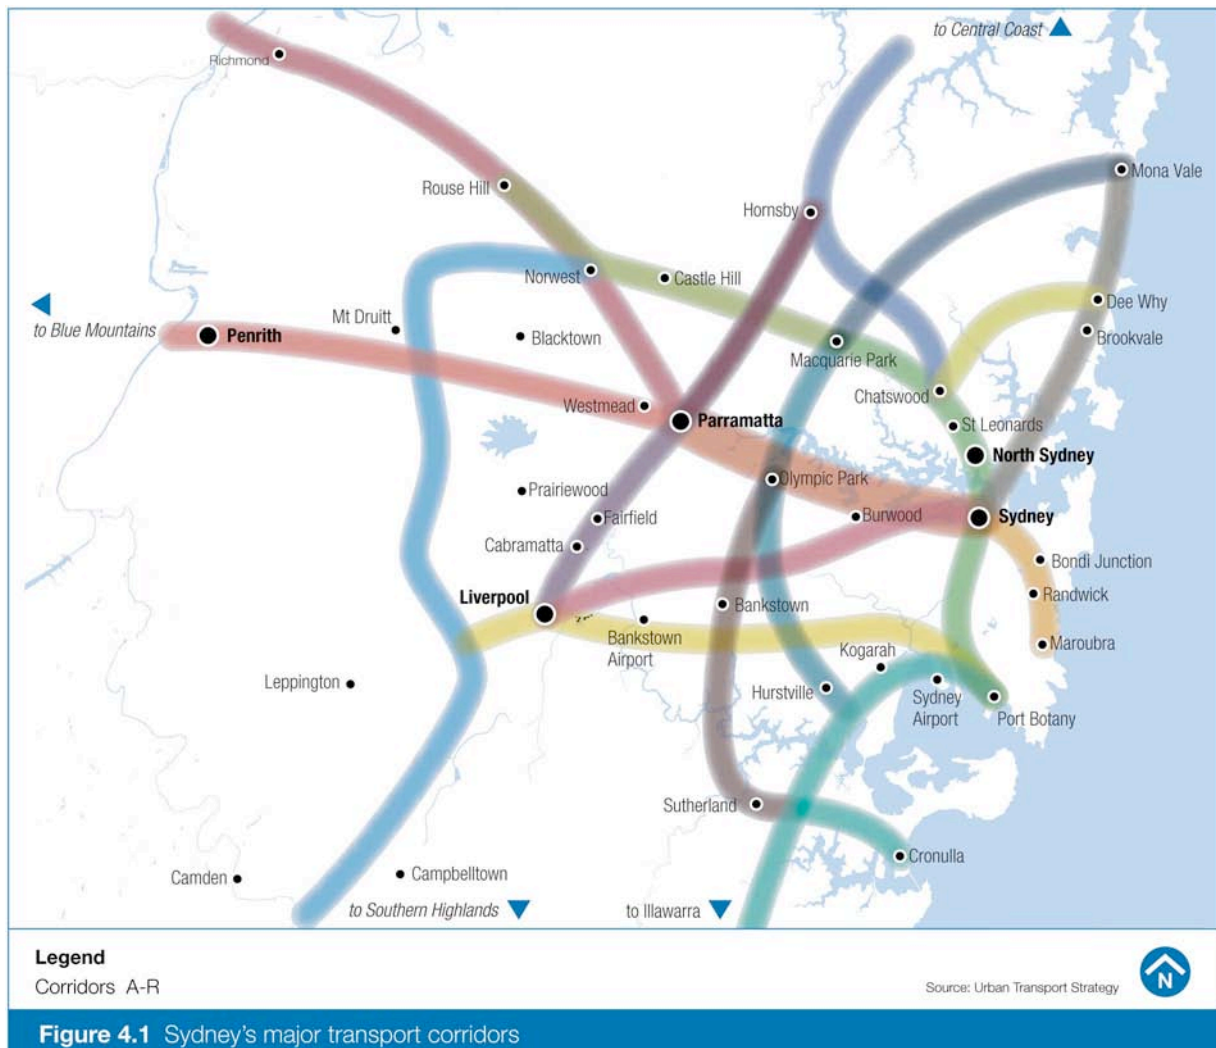 to Central Coast
Richmond
Mona Vale
Rouse Hill
Hornsby
Norwest
Castle Hill
Dee Why
to Blue Mountains
Mt Druitt
Penrith
Blacktown
Brookvale
Macquarie Park
Chatswood
Westmead
Parramatta
St Leonards
North Sydney
Olympic Park
Prairiewood
Fairfield
Burwood
Sydney
Cabramatta
Bondi Junction
Liverpool
Randwick
Bankstown
Bankstown
Airport
Maroubra
Kogarah
Leppington
Hurstville
Sydney
Airport
Port Botany
Sutherland
Cronulla
Camden
Campbelltown
to Southern Highlands
to Illawarra
Legend
Corridors A-R
Source: Urban Transport Strategy
N
Figure 4.1 Sydney's major transport corridors